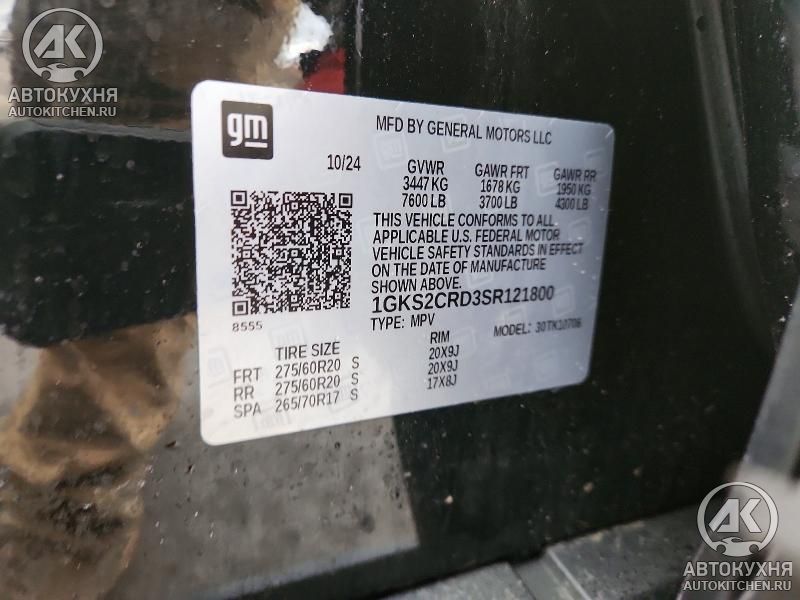 AK
АВТОКУХНЯ
AUTOKITCHEN.RU
gm
MFD BY GENERAL MOTORS LLC
10/24
GVWR GAWR FRT GAWR RR
3447 KG 1678 KG 1950 KG
7600 LB 3700 LB 4300 LB
THIS VEHICLE CONFORMS TO ALL
APPLICABLE U.S. FEDERAL MOTOR
VEHICLE SAFETY STANDARDS IN EFFECT
ON THE DATE OF MANUFACTURE
SHOWN ABOVE.
1GKS2CRD3SR121800
TYPE: MPV MODEL: 30TK10706
8555
TIRE SIZE RIM
FRT 275/60R20 S 20X9J
RR 275/60R20 S 20X9J
SPA 265/70R17 S 17X8J
AK
АВТОКУХНЯ
AUTOKITCHEN.RU